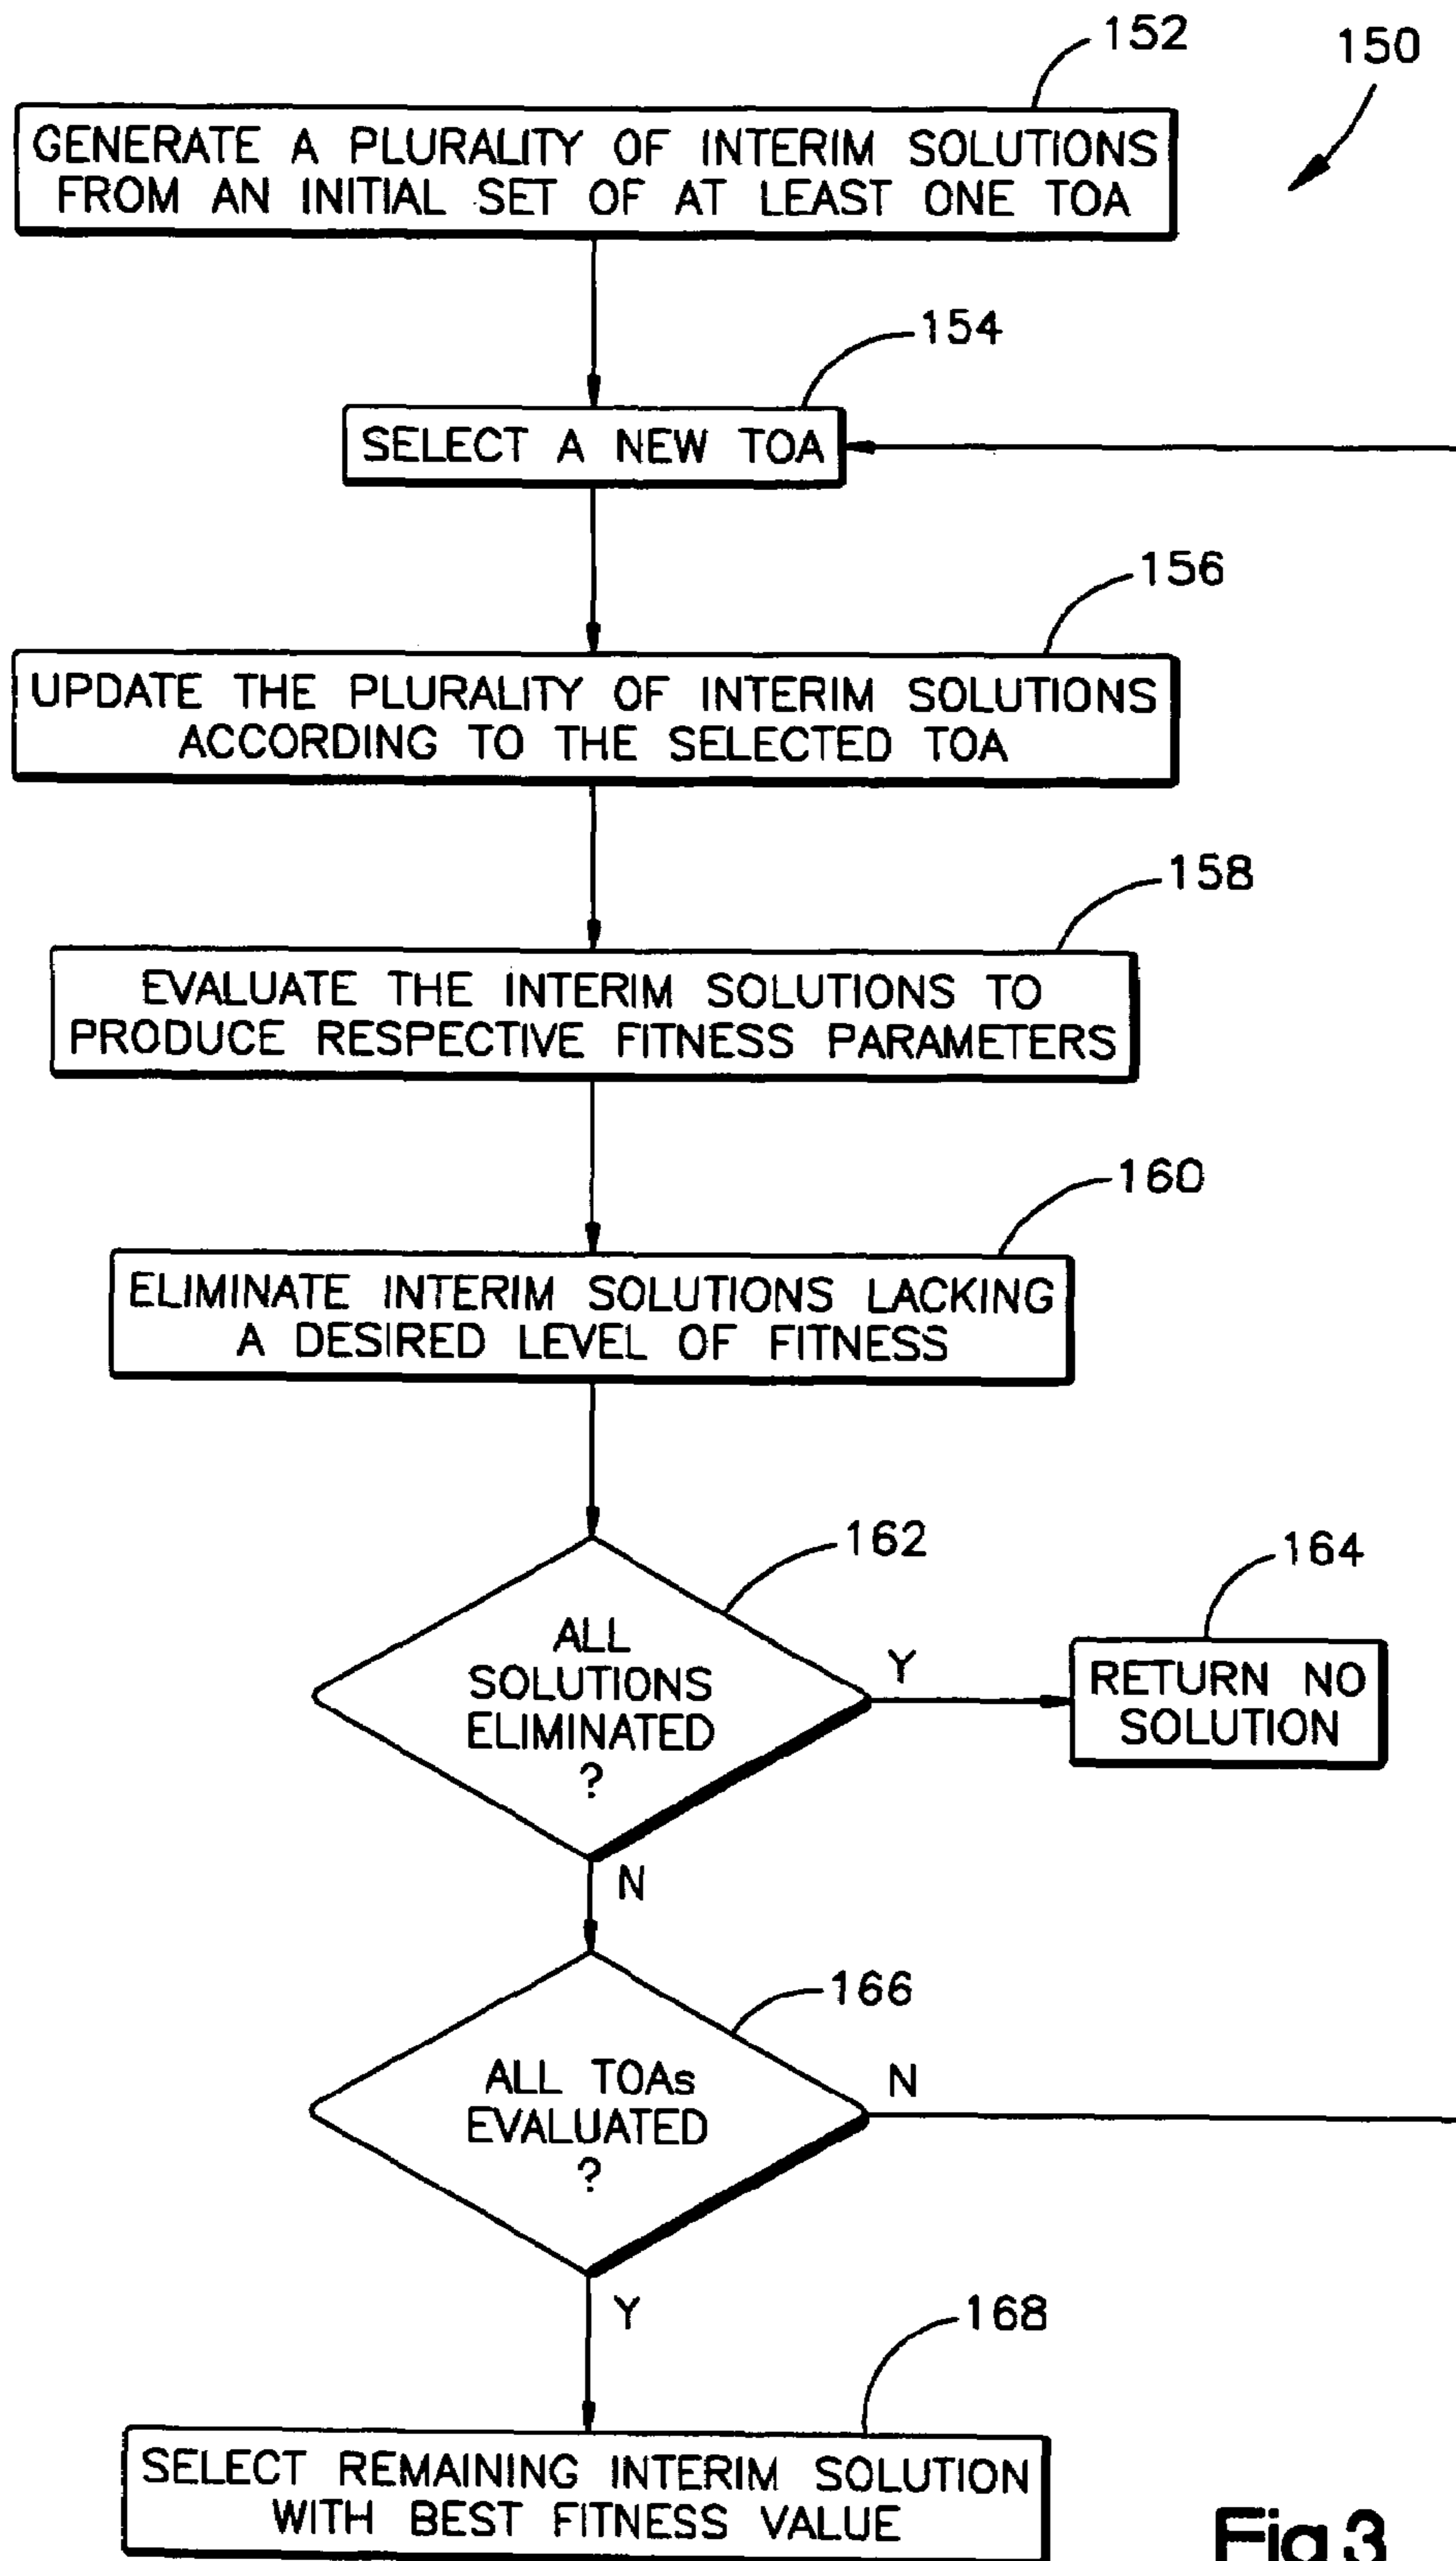 152
150
GENERATE A PLURALITY OF INTERIM SOLUTIONS
FROM AN INITIAL SET OF AT LEAST ONE TOA
154
SELECT A NEW TOA
156
UPDATE THE PLURALITY OF INTERIM SOLUTIONS
ACCORDING TO THE SELECTED TOA
158
EVALUATE THE INTERIM SOLUTIONS TO
PRODUCE RESPECTIVE FITNESS PARAMETERS
160
ELIMINATE INTERIM SOLUTIONS LACKING
A DESIRED LEVEL OF FITNESS
162
ALL
SOLUTIONS
ELIMINATED
?
Y
164
RETURN NO
SOLUTION
N
166
ALL TOAs
EVALUATED
?
N
Y
168
SELECT REMAINING INTERIM SOLUTION
WITH BEST FITNESS VALUE
Fig 3